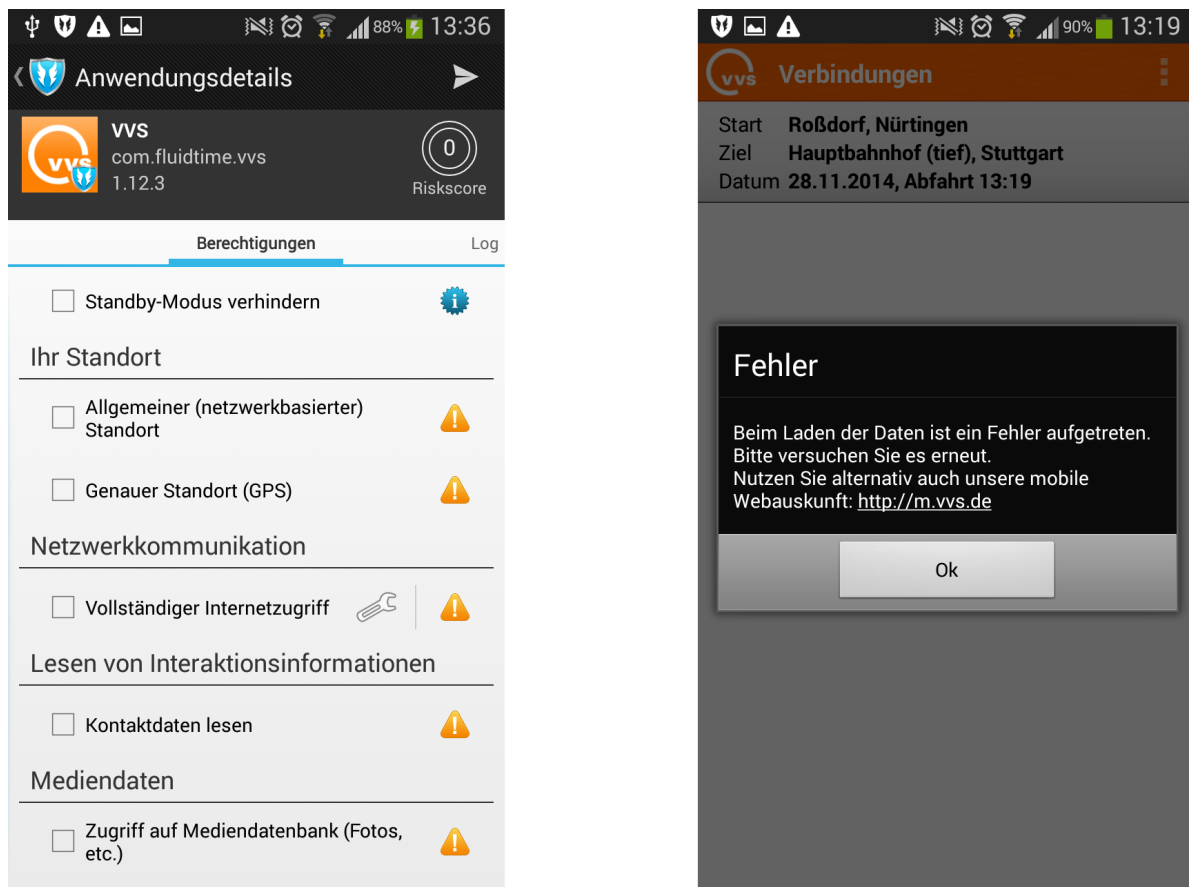 88% 13:36
Anwendungsdetails
vvs
VVS
com.fluidtime.vvs
1.12.3
0
Riskscore
Berechtigungen
Log
Standby-Modus verhindern
Ihr Standort
Allgemeiner (netzwerkbasierter)
Standort
Genauer Standort (GPS)
Netzwerkkommunikation
Vollständiger Internetzugriff
Lesen von Interaktionsinformationen
Kontaktdaten lesen
Mediendaten
Zugriff auf Mediendatenbank (Fotos,
etc.)
90% 13:19
vvs Verbindungen
Start Roßdorf, Nürtingen
Ziel Hauptbahnhof (tief), Stuttgart
Datum 28.11.2014, Abfahrt 13:19
Fehler
Beim Laden der Daten ist ein Fehler aufgetreten.
Bitte versuchen Sie es erneut.
Nutzen Sie alternativ auch unsere mobile
Webauskunft: http://m.vvs.de
Ok